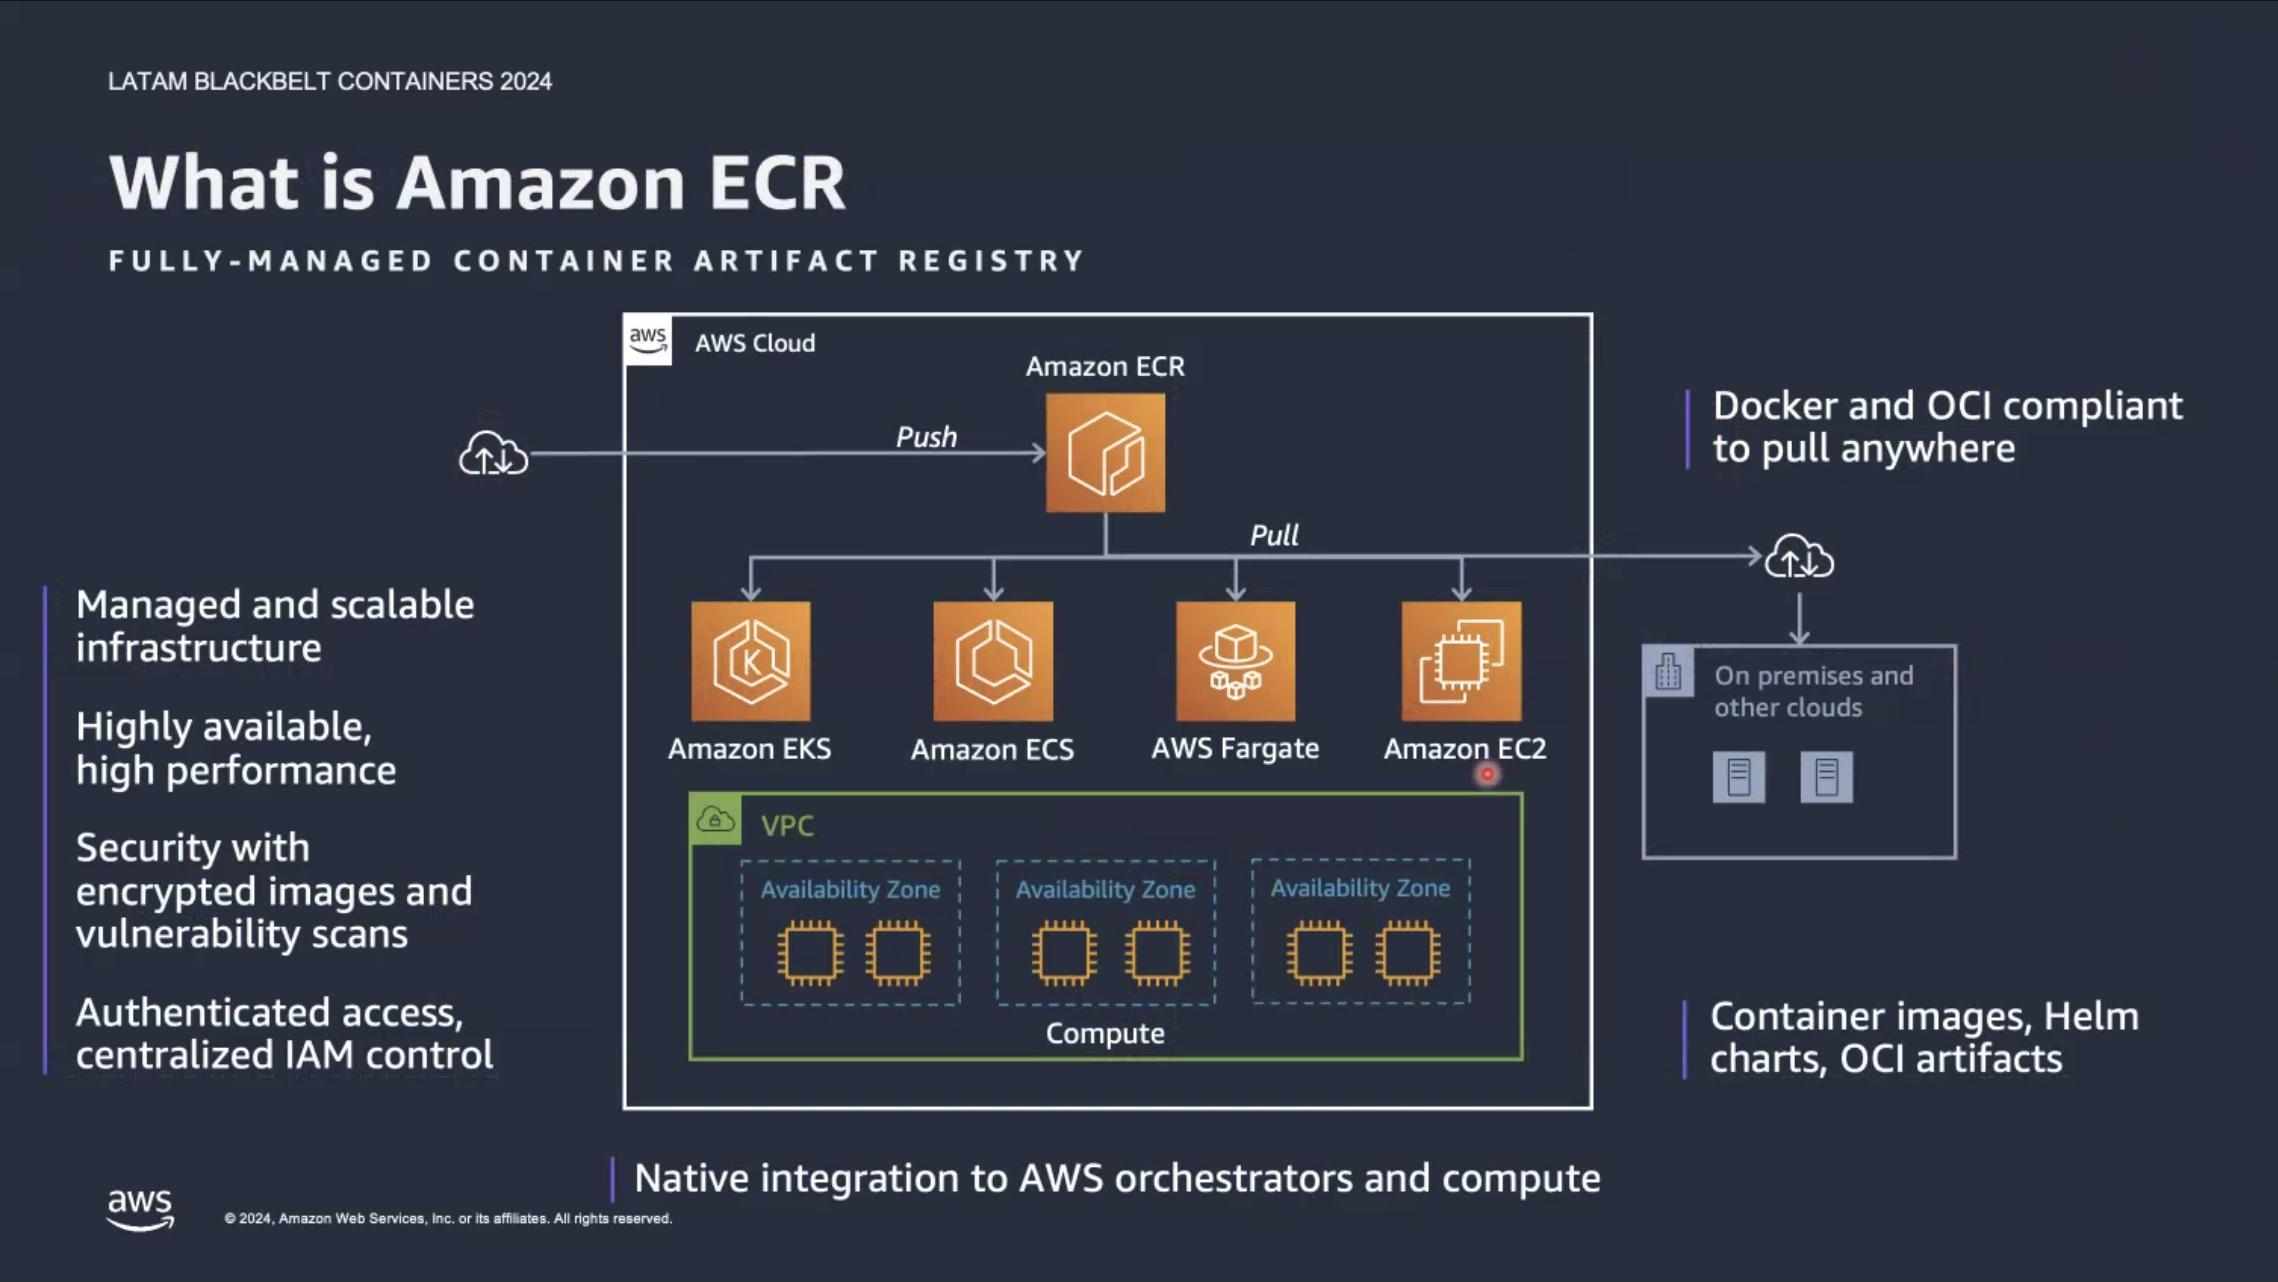 LATAM BLACKBELT CONTAINERS 2024
What is Amazon ECR
FULLY-MANAGED CONTAINER ARTIFACT REGISTRY
aws
AWS Cloud
Amazon ECR
Push
Pull
Amazon EKS
Amazon ECS
AWS Fargate
Amazon EC2
VPC
Availability Zone
Availability Zone
Availability Zone
Compute
Managed and scalable
infrastructure
Highly available,
high performance
Security with
encrypted images and
vulnerability scans
Authenticated access,
centralized IAM control
Docker and OCI compliant
to pull anywhere
On premises and
other clouds
Container images, Helm
charts, OCI artifacts
Native integration to AWS orchestrators and compute
aws
© 2024, Amazon Web Services, Inc. or its affiliates. All rights reserved.